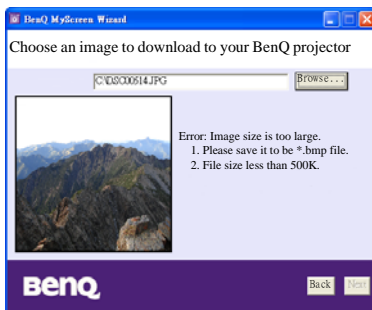 BenQ MyScreen Wizard
Choose an image to download to your BenQ projector
C:\DSC00514.JPG
Browse...
Error: Image size is too large.
1. Please save it to be *.bmp file.
2. File size less than 500K.
BenQ
Back
Next